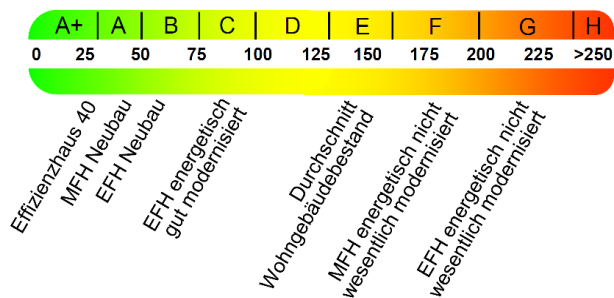 A+ A B C D E F G H
0 25 50 75 100 125 150 175 200 225 >250
Effizienzhaus 40
MFH Neubau
EFH Neubau
EFH energetisch
gut modernisiert
Durchschnitt
Wohngebäudebestand
MFH energetisch nicht
wesentlich modernisiert
EFH energetisch nicht
wesentlich modernisiert